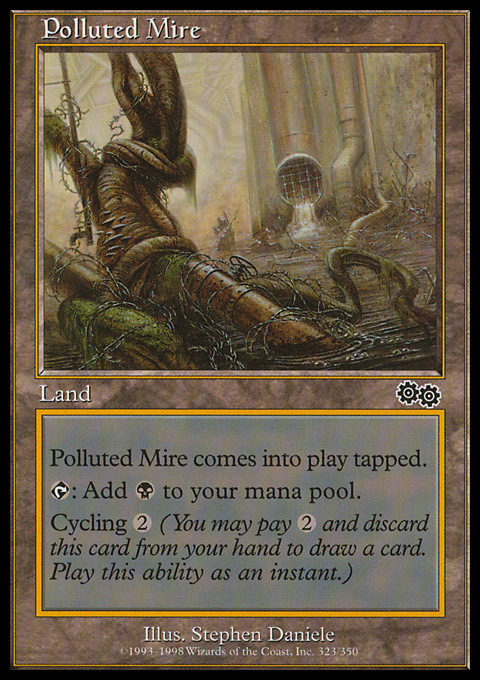 Polluted Mire
Land
Polluted Mire comes into play tapped.
: Add to your mana pool.
Cycling 2 (You may pay 2 and discard
this card from your hand to draw a card.
Play this ability as an instant.)
Illus. Stephen Daniele
©1993-1998 Wizards of the Coast, Inc. 323/350